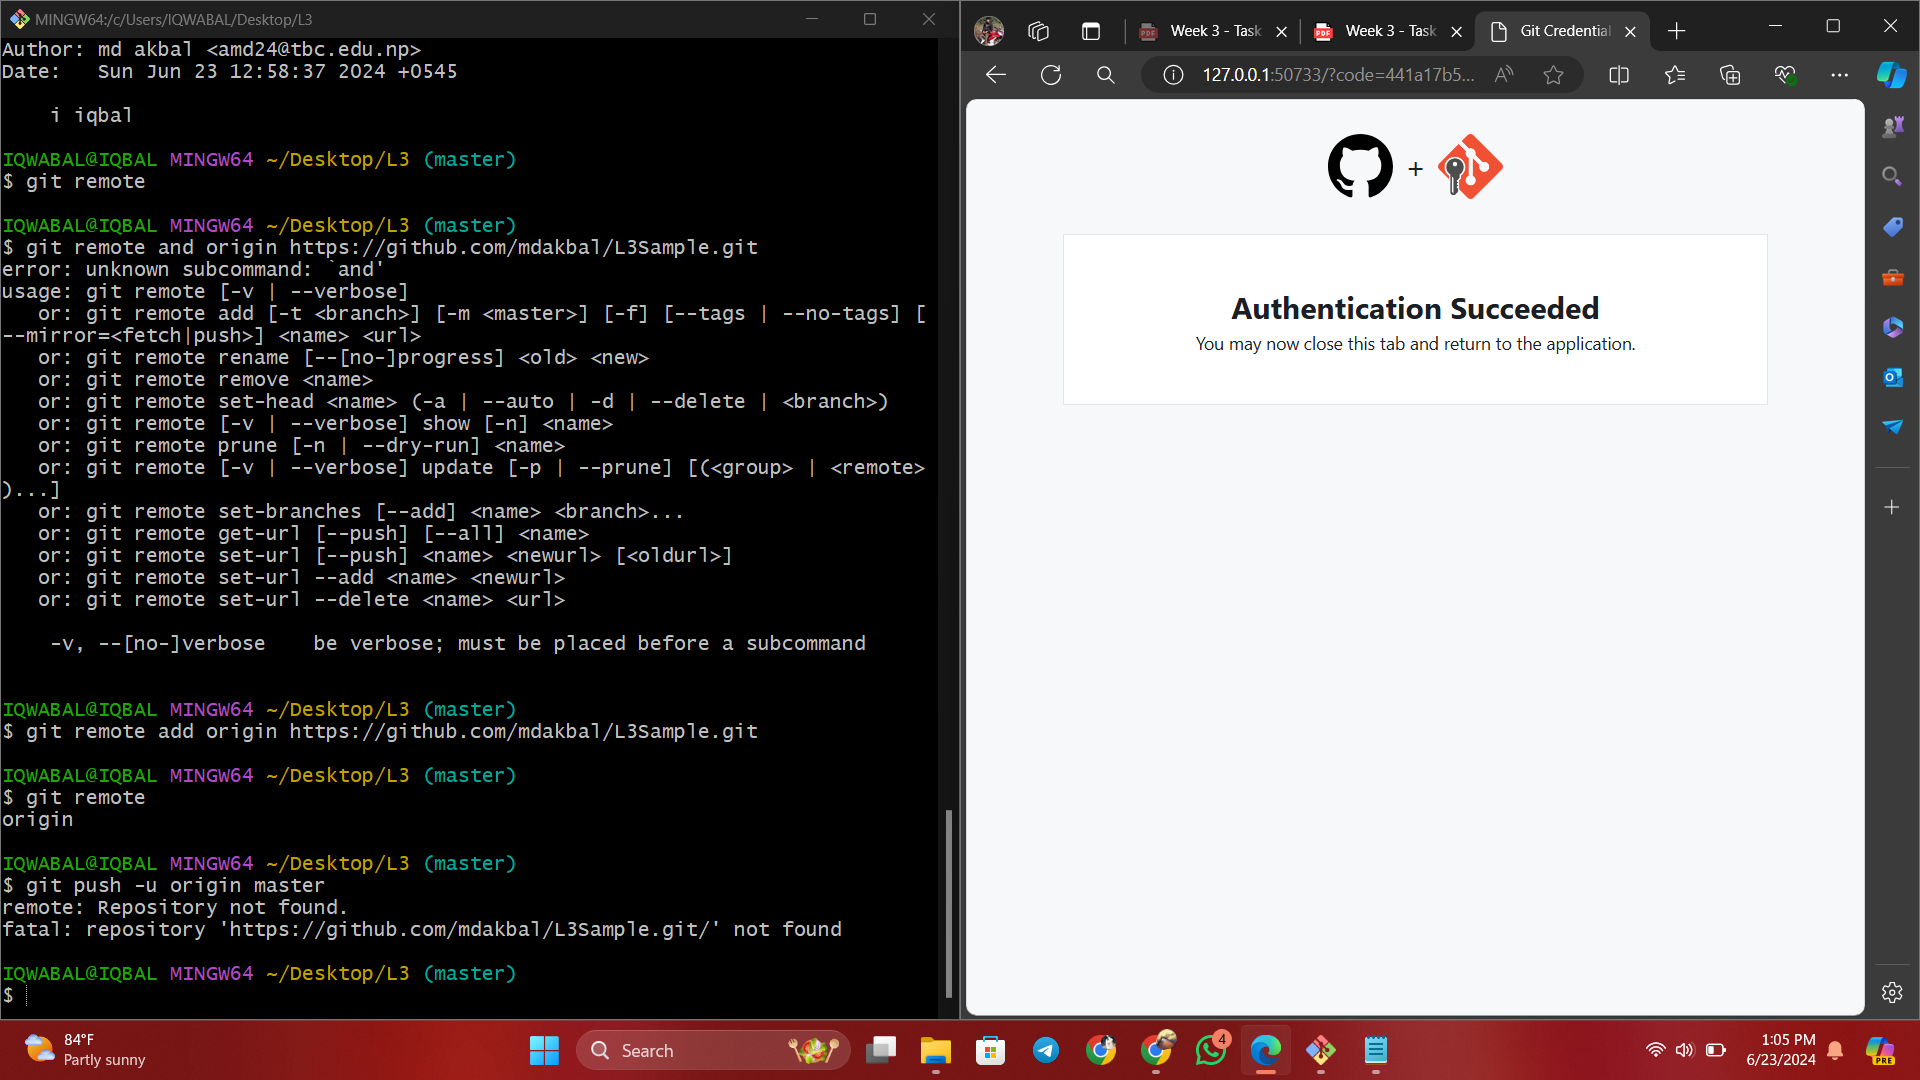 MINGW64:/c/Users/IQWABAL/Desktop/L3
Author: md akbal <amd24@tbc.edu.np>
Date:   Sun Jun 23 12:58:37 2024 +0545
    i iqbal
IQWABAL@IQBAL MINGW64 ~/Desktop/L3 (master)
$ git remote
IQWABAL@IQBAL MINGW64 ~/Desktop/L3 (master)
$ git remote and origin https://github.com/mdakbal/L3Sample.git
error: unknown subcommand: `and'
usage: git remote [-v | --verbose]
   or: git remote add [-t <branch>] [-m <master>] [-f] [--tags | --no-tags] [
--mirror=<fetch|push>] <name> <url>
   or: git remote rename [--[no-]progress] <old> <new>
   or: git remote remove <name>
   or: git remote set-head <name> (-a | --auto | -d | --delete | <branch>)
   or: git remote [-v | --verbose] show [-n] <name>
   or: git remote prune [-n | --dry-run] <name>
   or: git remote [-v | --verbose] update [-p | --prune] [(<group> | <remote>
)...]
   or: git remote set-branches [--add] <name> <branch>...
   or: git remote get-url [--push] [--all] <name>
   or: git remote set-url [--push] <name> <newurl> [<oldurl>]
   or: git remote set-url --add <name> <newurl>
   or: git remote set-url --delete <name> <url>
    -v, --[no-]verbose    be verbose; must be placed before a subcommand
IQWABAL@IQBAL MINGW64 ~/Desktop/L3 (master)
$ git remote add origin https://github.com/mdakbal/L3Sample.git
IQWABAL@IQBAL MINGW64 ~/Desktop/L3 (master)
$ git remote
origin
IQWABAL@IQBAL MINGW64 ~/Desktop/L3 (master)
$ git push -u origin master
remote: Repository not found.
fatal: repository 'https://github.com/mdakbal/L3Sample.git/' not found
IQWABAL@IQBAL MINGW64 ~/Desktop/L3 (master)
$
PDF Week 3 - Task
PDF Week 3 - Task
Git Credential
127.0.0.1:50733/?code=441a17b5...
+
Authentication Succeeded
You may now close this tab and return to the application.
84°F
Partly sunny
Search
4
1:05 PM
6/23/2024
PRE